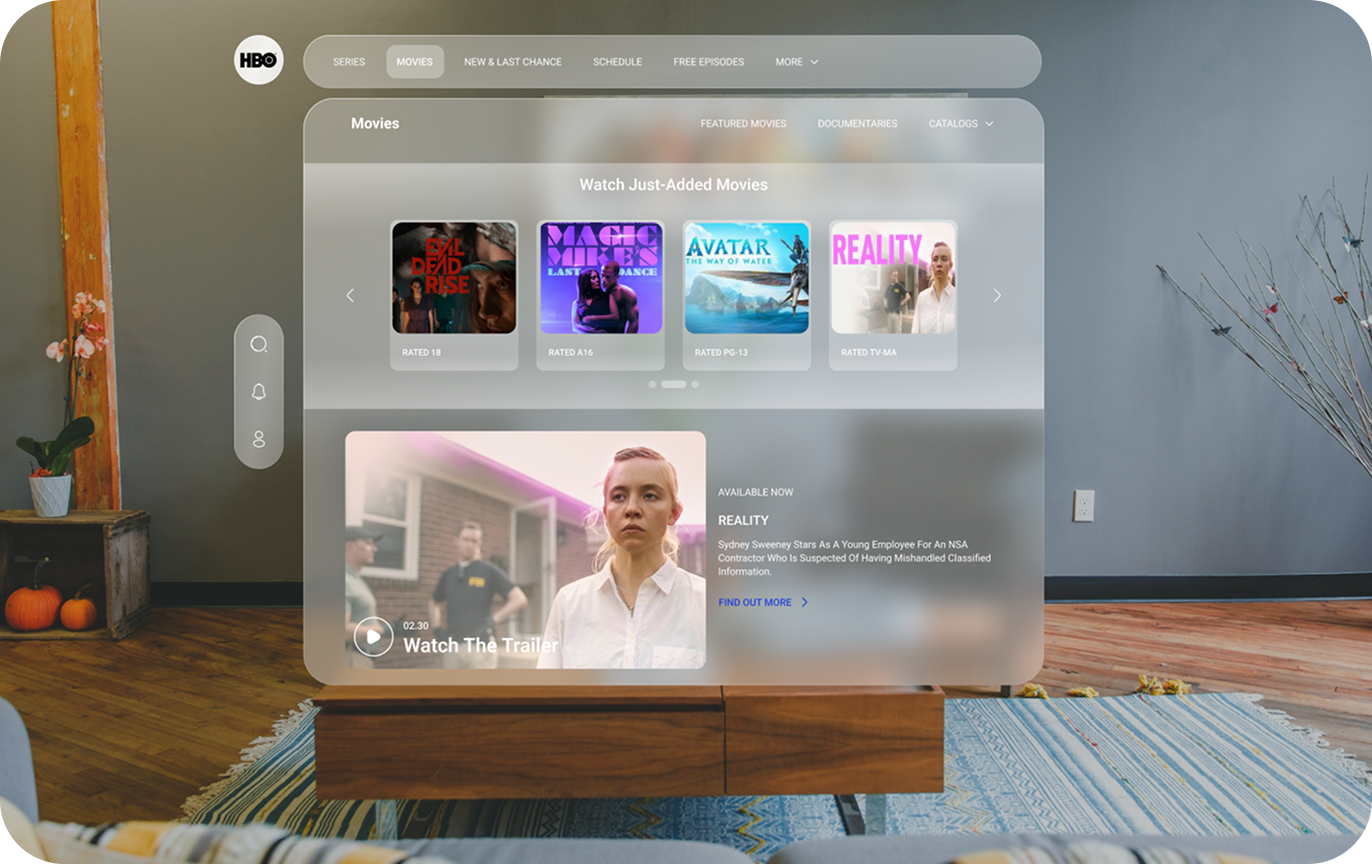 HBO
SERIES
MOVIES
NEW & LAST CHANCE
SCHEDULE
FREE EPISODES
MORE
Movies
FEATURED MOVIES
DOCUMENTARIES
CATALOGS
Watch Just-Added Movies
EVIL
DEAD
RISE
MAGIC
MIKE'S
LAST DANCE
AVATAR
THE WAY OF WATER
REALITY
RATED 18
RATED A16
RATED PG-13
RATED TV-MA
AVAILABLE NOW
REALITY
Sydney Sweeney Stars As A Young Employee For An NSA
Contractor Who Is Suspected Of Having Mishandled Classified
Information.
FIND OUT MORE
02.30
Watch The Trailer